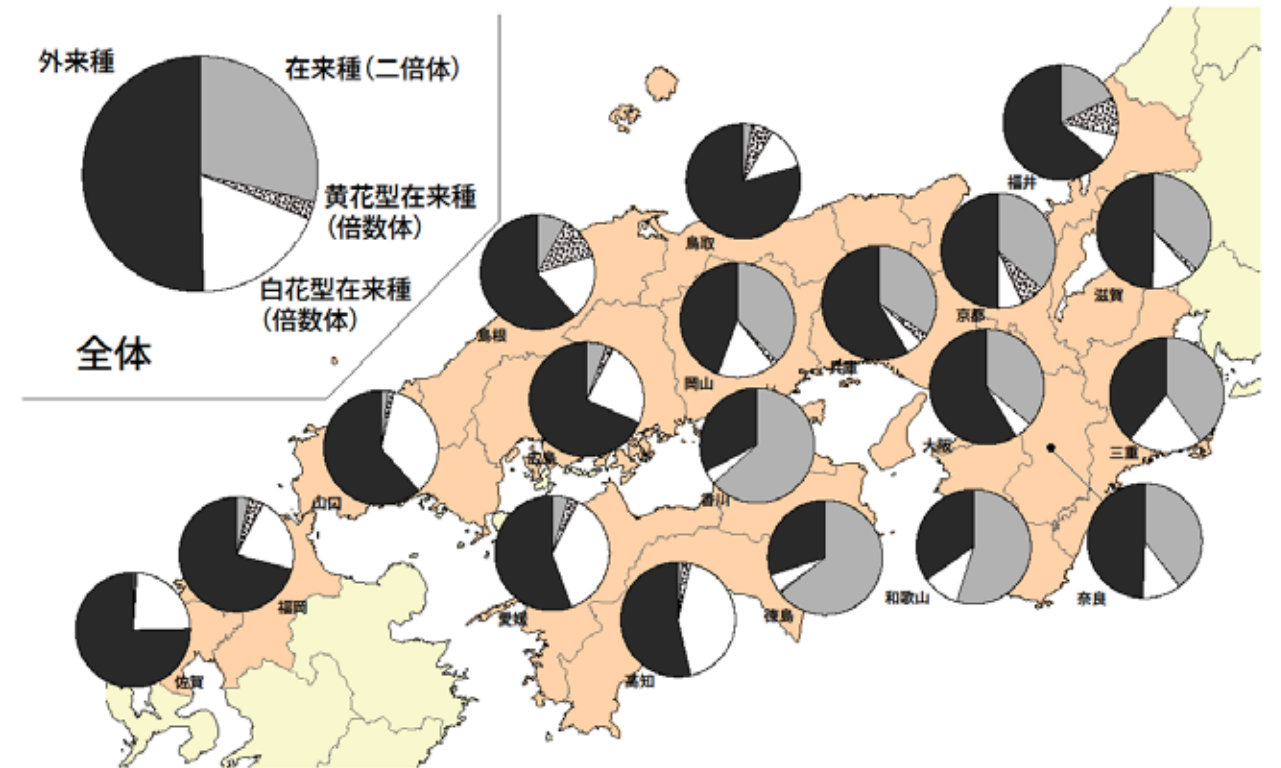 外来種
在来種(二倍体)
黄花型在来種
(倍数体)
白花型在来種
(倍数体)
全体
福井
鳥取
滋賀
島根
京都
岡山
兵庫
広島
大阪
三重
香川
山口
和歌山
奈良
福岡
愛媛
徳島
佐賀
高知